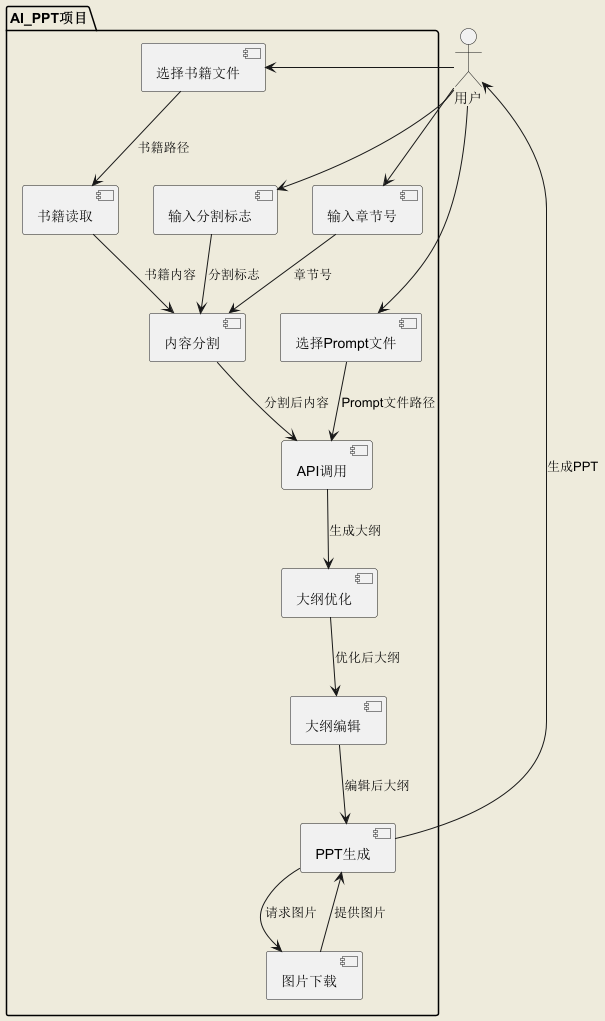 AI_PPT项目
选择书籍文件
用户
书籍路径
书籍读取
输入分割标志
输入章节号
书籍内容
分割标志
章节号
内容分割
选择Prompt文件
分割后内容
Prompt文件路径
API调用
生成PPT
生成大纲
大纲优化
优化后大纲
大纲编辑
编辑后大纲
PPT生成
请求图片
提供图片
图片下载